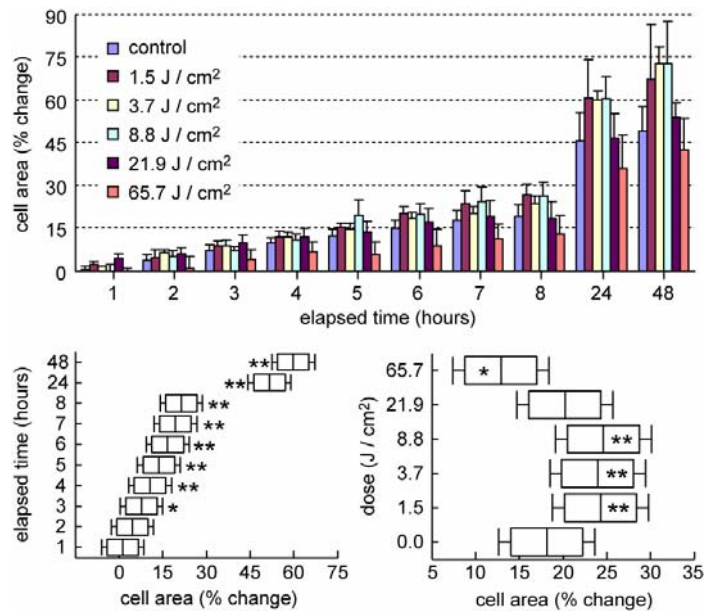 90
75
60
45
30
15
0
cell area (% change)
control
1.5 J / cm²
3.7 J / cm²
8.8 J / cm²
21.9 J / cm²
65.7 J / cm²
1 2 3 4 5 6 7 8 24 48
elapsed time (hours)
elapsed time (hours)
48 **
24 **
8 **
7 **
6 **
5 **
4 **
3 *
2
1
0 15 30 45 60 75
cell area (% change)
dose (J / cm²)
65.7 *
21.9
8.8 **
3.7 **
1.5 **
0.0
5 10 15 20 25 30 35
cell area (% change)